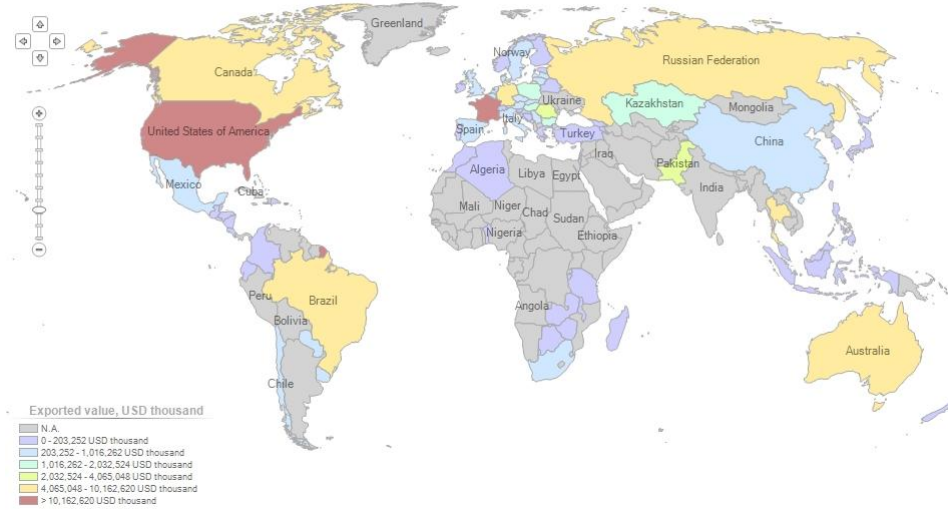 Greenland
Norway
Canada
Russian Federation
Ukraine
Kazakhstan
Mongolia
United States of America
Italy
Spain
Turkey
China
Iraq
Pakistan
Algeria
Libya
Egypt
India
Mexico
Cuba
Mali
Niger
Chad
Sudan
Nigeria
Ethiopia
Peru
Brazil
Angola
Bolivia
Australia
Chile
Exported value, USD thousand
N.A.
0 - 203,252 USD thousand
203,252 - 1,016,262 USD thousand
1,016,262 - 2,032,524 USD thousand
2,032,524 - 4,065,048 USD thousand
4,065,048 - 10,162,620 USD thousand
> 10,162,620 USD thousand